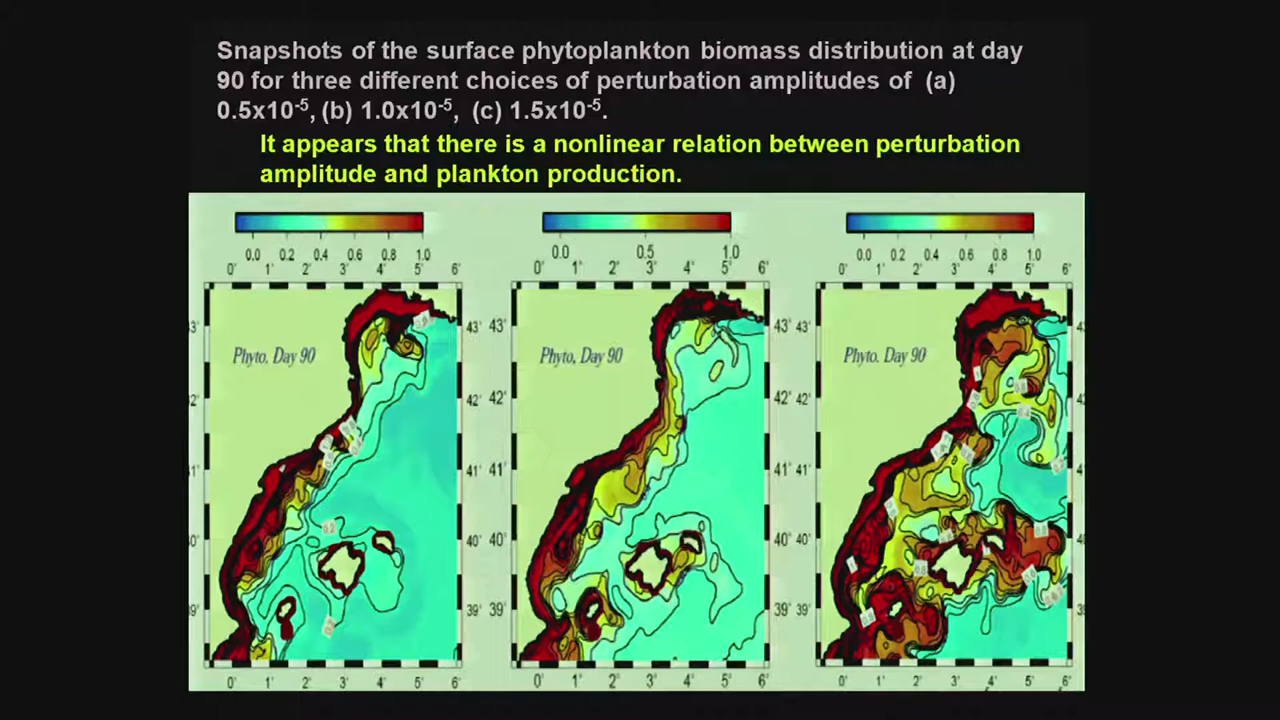 Snapshots of the surface phytoplankton biomass distribution at day
90 for three different choices of perturbation amplitudes of (a)
0.5x10⁻⁵, (b) 1.0x10⁻⁵, (c) 1.5x10⁻⁵.
It appears that there is a nonlinear relation between perturbation
amplitude and plankton production.
0.0 0.2 0.4 0.6 0.8 1.0
0' 1' 2' 3' 4' 5' 6'
43'
42'
41'
40'
39'
Phyto, Day 90
0' 1' 2' 3' 4' 5' 6'
0.0 0.5 1.0
0' 1' 2' 3' 4' 5' 6'
43'
42'
41'
40'
39'
Phyto, Day 90
0' 1' 2' 3' 4' 5' 6'
0.0 0.2 0.4 0.6 0.8 1.0
0' 1' 2' 3' 4' 5' 6'
43'
42'
41'
40'
39'
Phyto. Day 90
0' 1' 2' 3' 4' 5' 6'